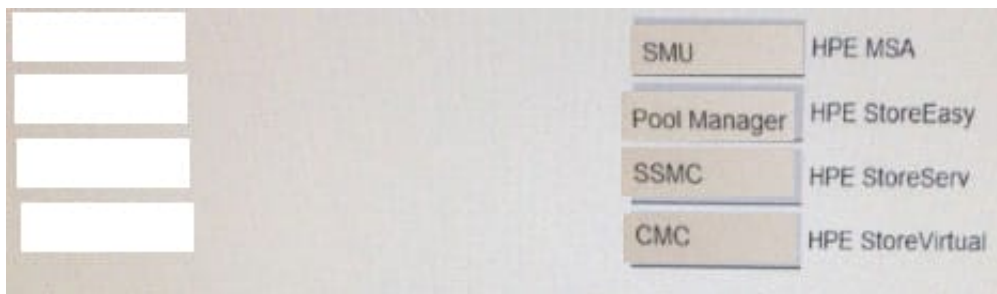 SMU HPE MSA
Pool Manager HPE StoreEasy
SSMC HPE StoreServ
CMC HPE StoreVirtual